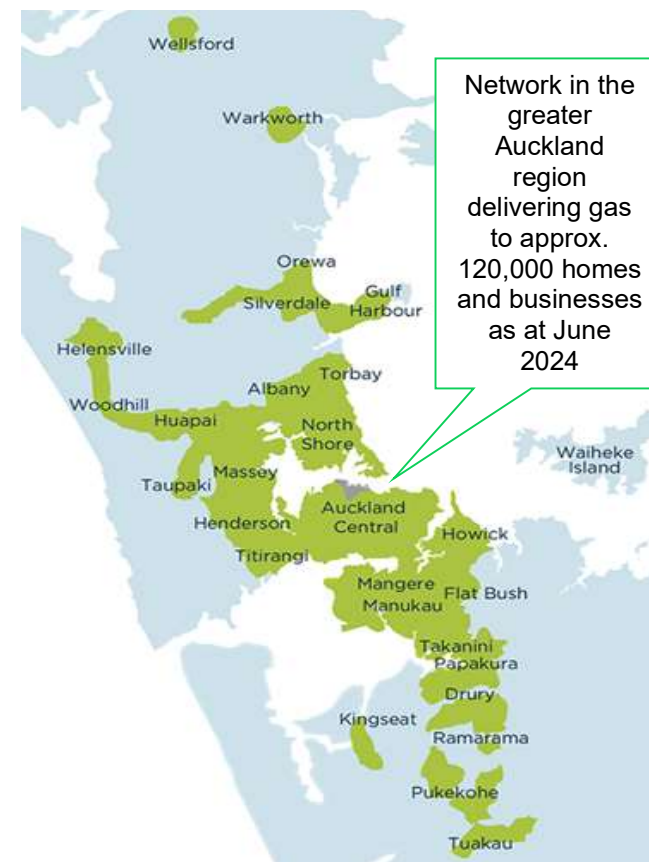 Wellsford
Warkworth
Network in the
greater
Auckland
region
delivering gas
to approx.
120,000 homes
and businesses
as at June
2024
Orewa
Silverdale
Gulf
Harbour
Helensville
Woodhill
Huapai
Albany
Torbay
North
Shore
Taupaki
Massey
Henderson
Titirangi
Auckland
Central
Waiheke
Island
Howick
Mangere
Manukau
Flat Bush
Takanini
Papakura
Drury
Kingseat
Ramarama
Pukekohe
Tuakau